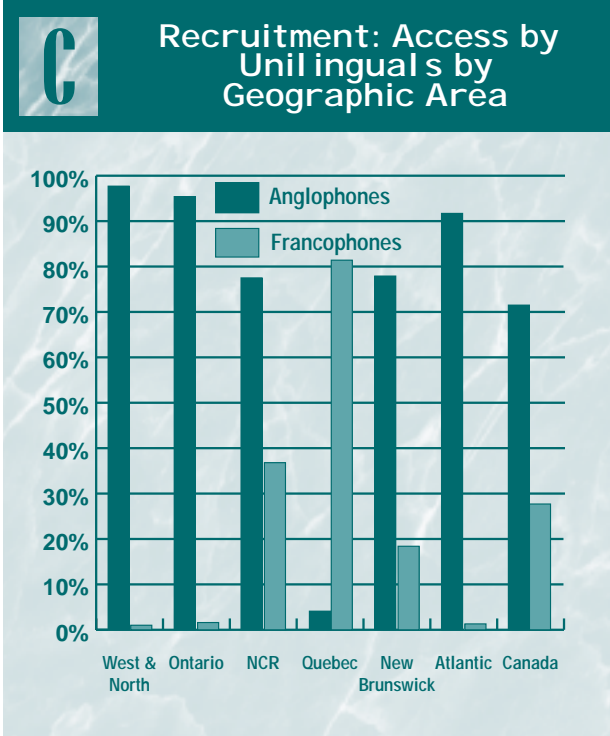 C
Recruitment: Access by
Unilinguals by
Geographic Area
100%
90%
80%
70%
60%
50%
40%
30%
20%
10%
0%
Anglophones
Francophones
West & Ontario NCR Quebec New Atlantic Canada
North Brunswick